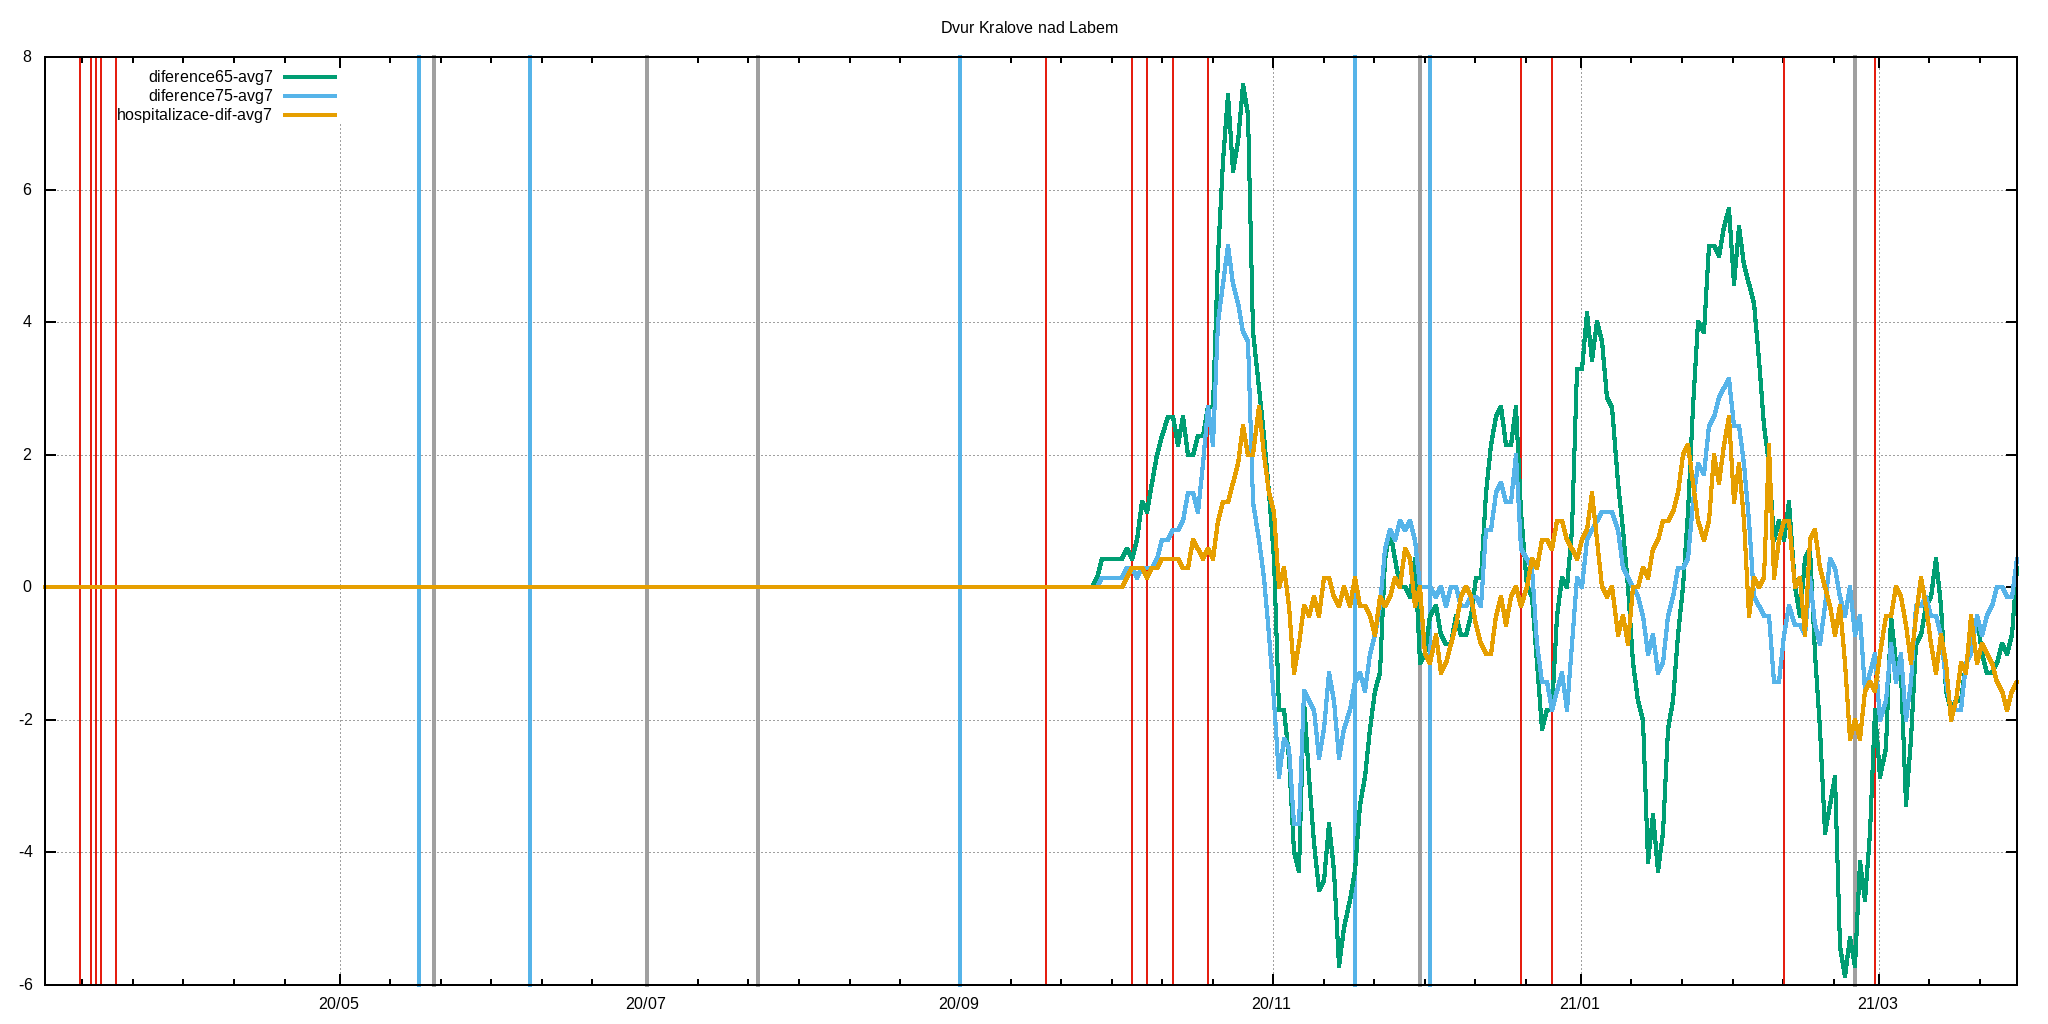 Dvur Kralove nad Labem
8
diference65-avg7
diference75-avg7
hospitalizace-dif-avg7
6
4
2
0
-2
-4
-6
20/05 20/07 20/09 20/11 21/01 21/03